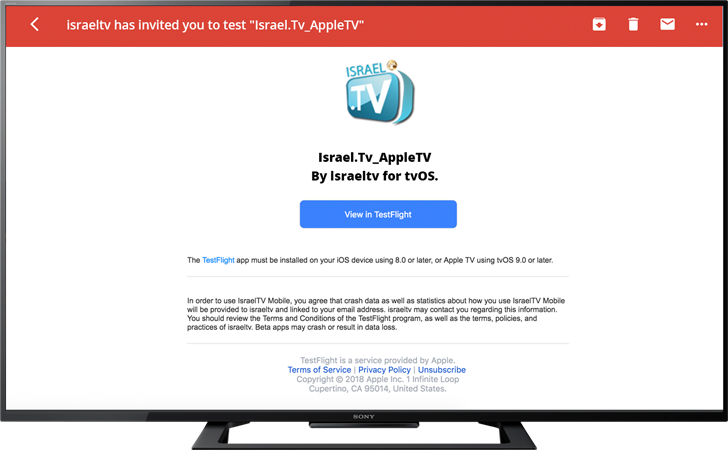 israeltv has invited you to test "Israel.Tv_AppleTV"
ISRAEL
.TV
Israel.Tv_AppleTV
By Israeltv for tvOS.
View in TestFlight
The TestFlight app must be installed on your iOS device using 8.0 or later, or Apple TV using tvOS 9.0 or later.
In order to use IsraelTV Mobile, you agree that crash data as well as statistics about how you use IsraelTV Mobile
will be provided to israeltv and linked to your email address. israeltv may contact you regarding this information.
You should review the Terms and Conditions of the TestFlight program, as well as the terms, policies, and
practices of israeltv. Beta apps may crash or result in data loss.
TestFlight is a service provided by Apple.
Terms of Service | Privacy Policy | Unsubscribe
Copyright © 2018 Apple Inc. 1 Infinite Loop
Cupertino, CA 95014, United States.
SONY